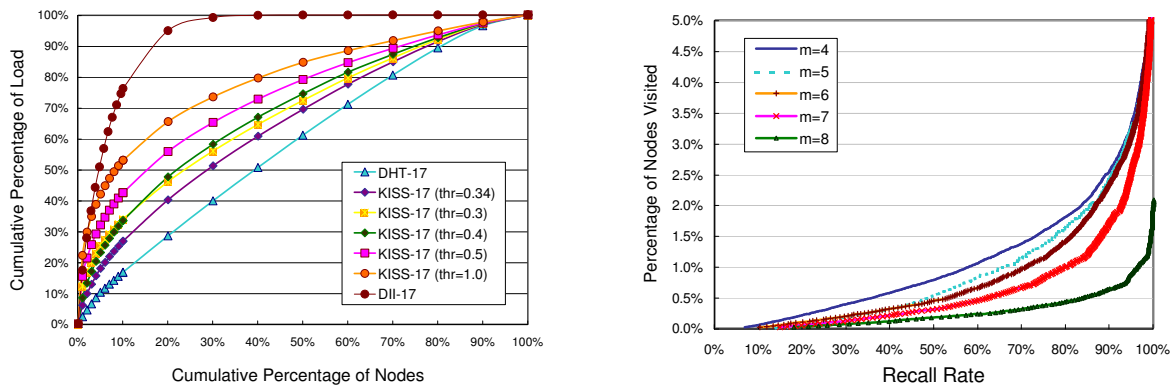 100%
90%
80%
70%
60%
50%
40%
30%
20%
10%
0%
Cumulative Percentage of Load
DHT-17
KISS-17 (thr=0.34)
KISS-17 (thr=0.3)
KISS-17 (thr=0.4)
KISS-17 (thr=0.5)
KISS-17 (thr=1.0)
DII-17
0% 10% 20% 30% 40% 50% 60% 70% 80% 90% 100%
Cumulative Percentage of Nodes
5.0%
4.5%
4.0%
3.5%
3.0%
2.5%
2.0%
1.5%
1.0%
0.5%
0.0%
Percentage of Nodes Visited
m=4
m=5
m=6
m=7
m=8
0% 10% 20% 30% 40% 50% 60% 70% 80% 90% 100%
Recall Rate